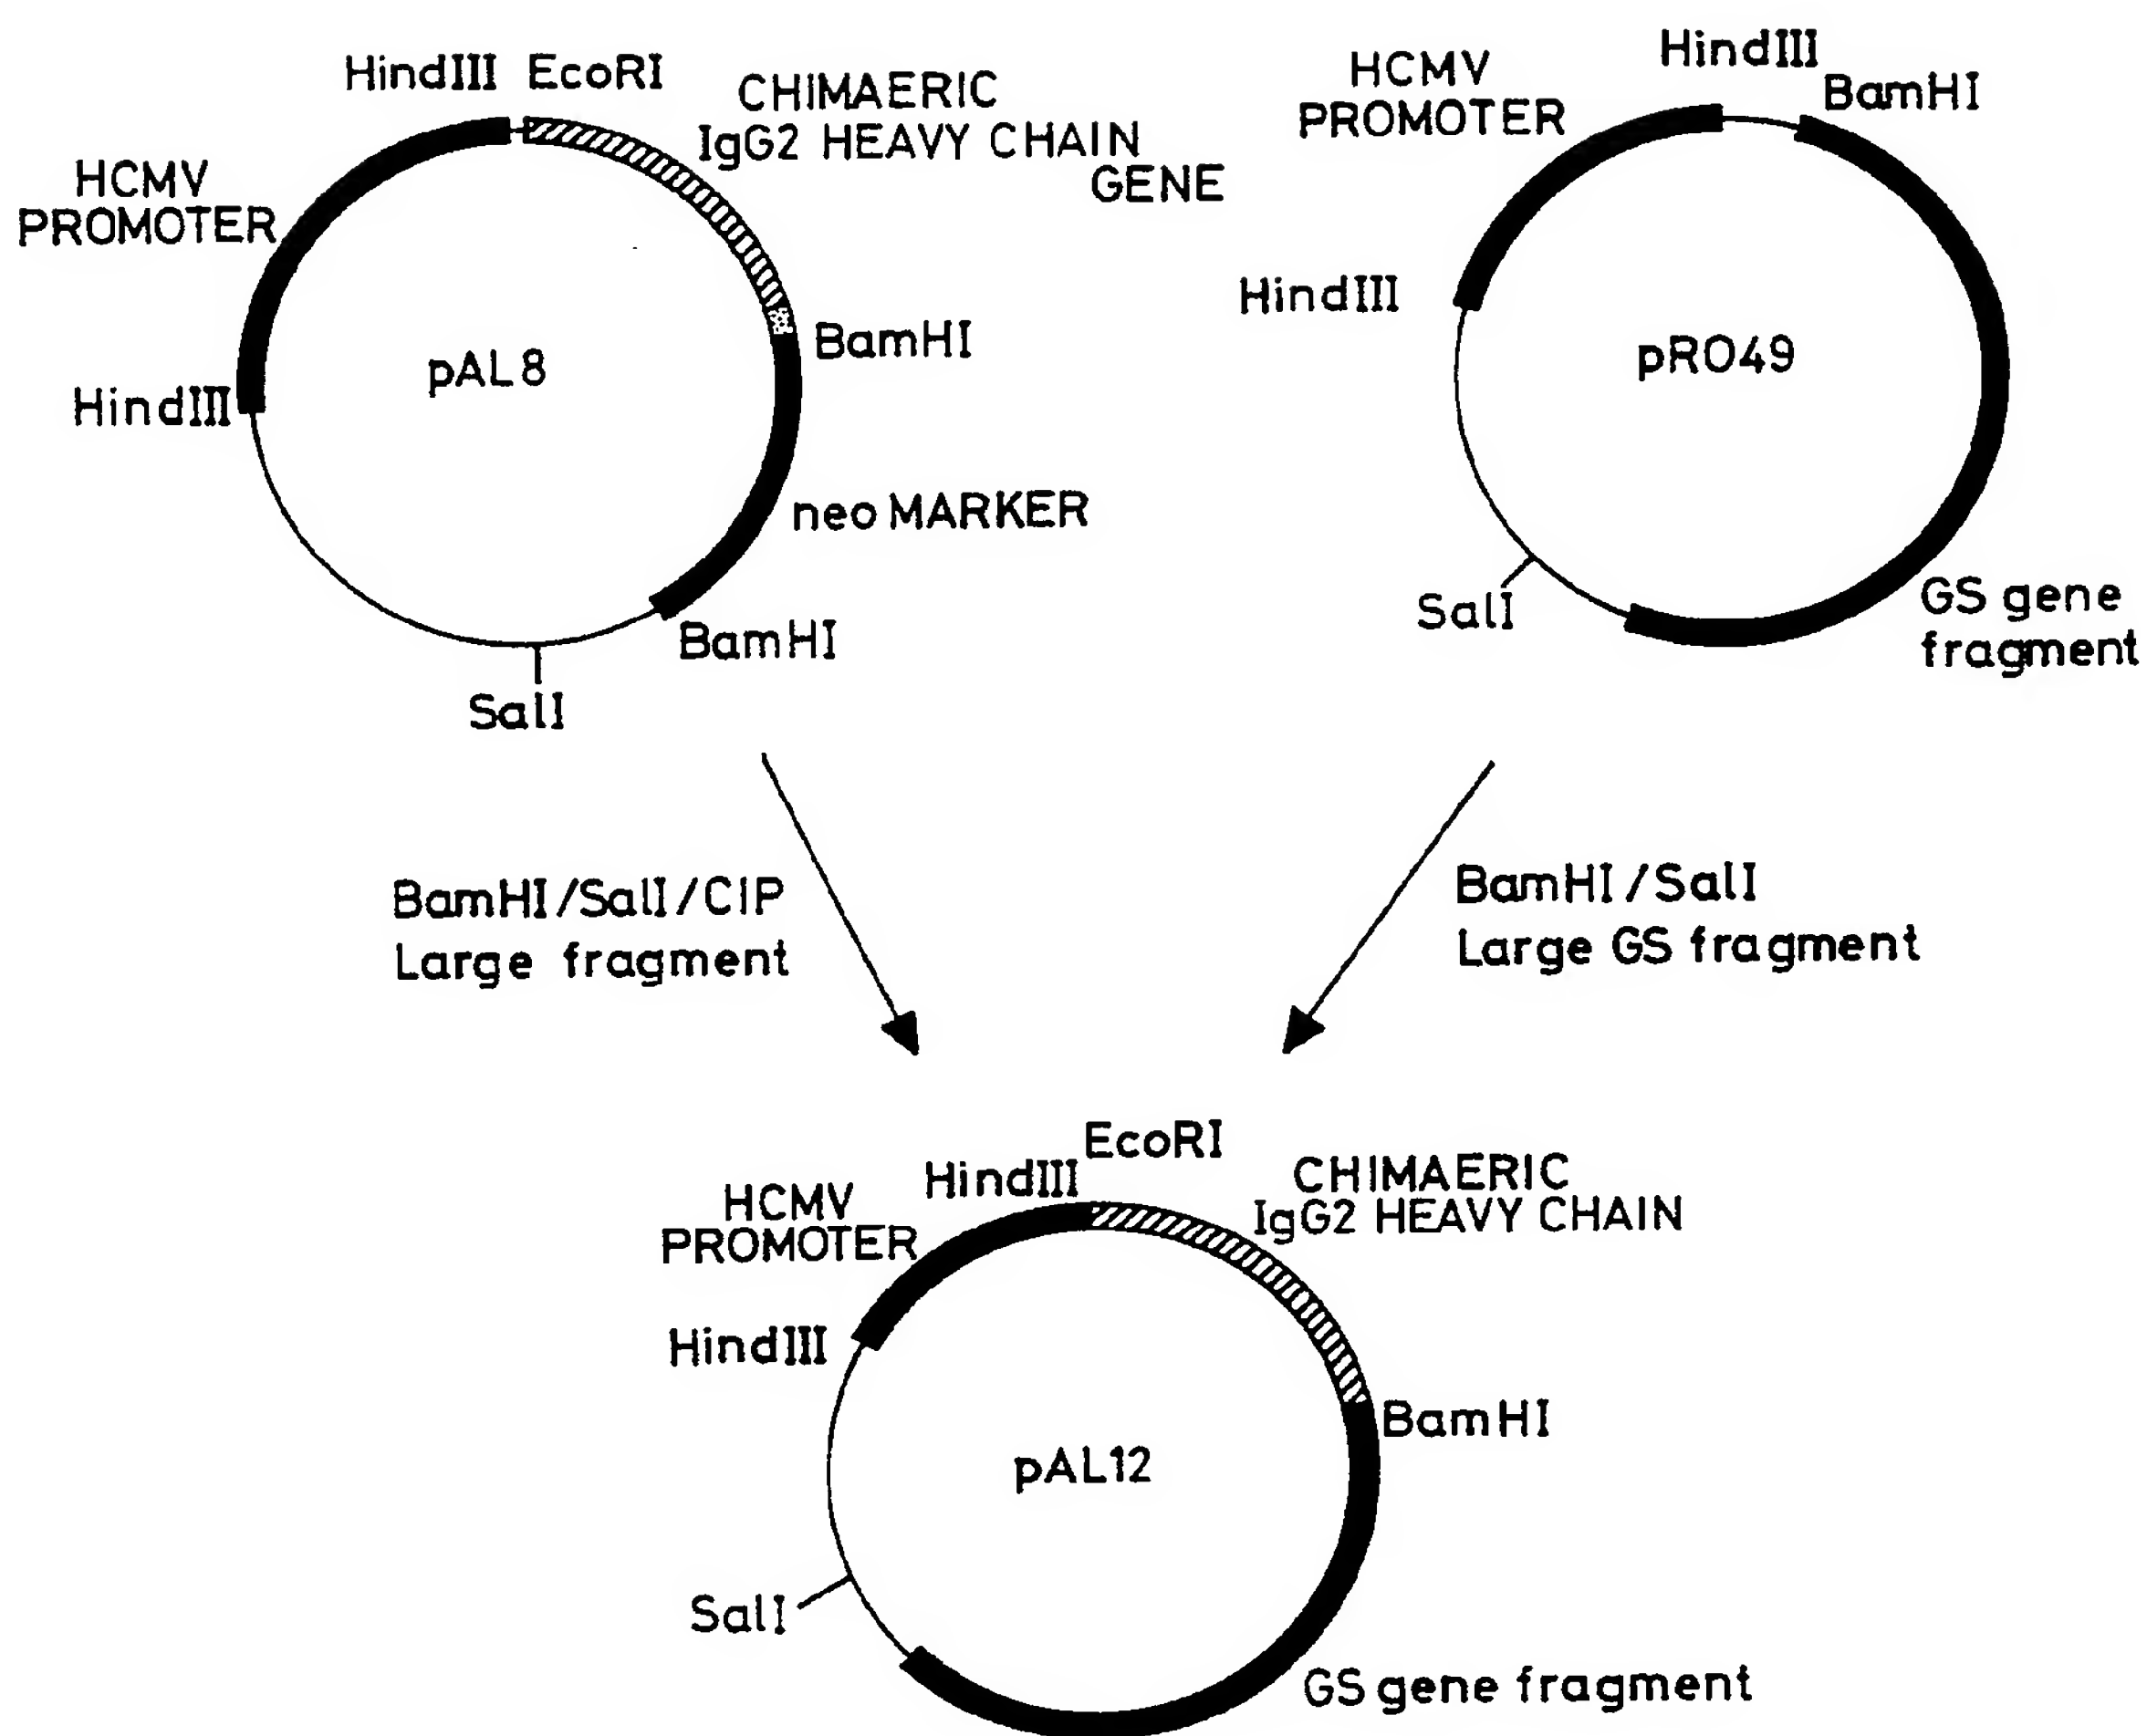 HindIII EcoRI
CHIMAERIC
IgG2 HEAVY CHAIN
GENE
HCMV
PROMOTER
HindIII
pAL8
BamHI
neo MARKER
BamHI
SalI
HCMV
PROMOTER
HindIII
BamHI
HindIII
pRO49
SalI
GS gene
fragment
BamHI/SalI/CIP
Large fragment
BamHI/SalI
Large GS fragment
EcoRI
HindIII
CHIMAERIC
IgG2 HEAVY CHAIN
HCMV
PROMOTER
HindIII
BamHI
pAL12
SalI
GS gene fragment